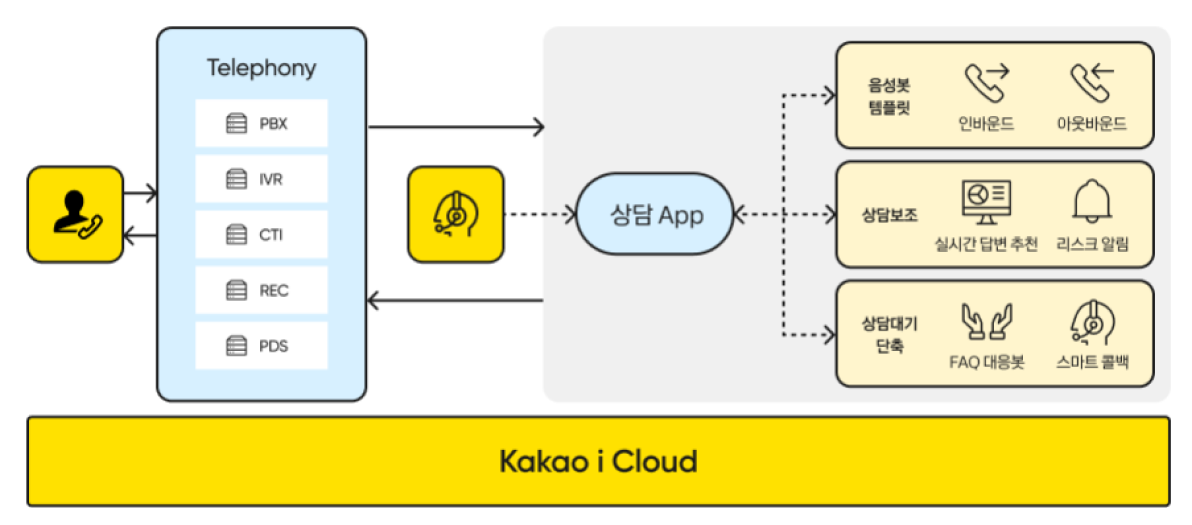 Telephony
PBX
IVR
CTI
REC
PDS
상담 App
음성봇
템플릿
인바운드
아웃바운드
상담보조
실시간 답변 추천
리스크 알림
상담대기
단축
FAQ 대응봇
스마트 콜백
Kakao i Cloud